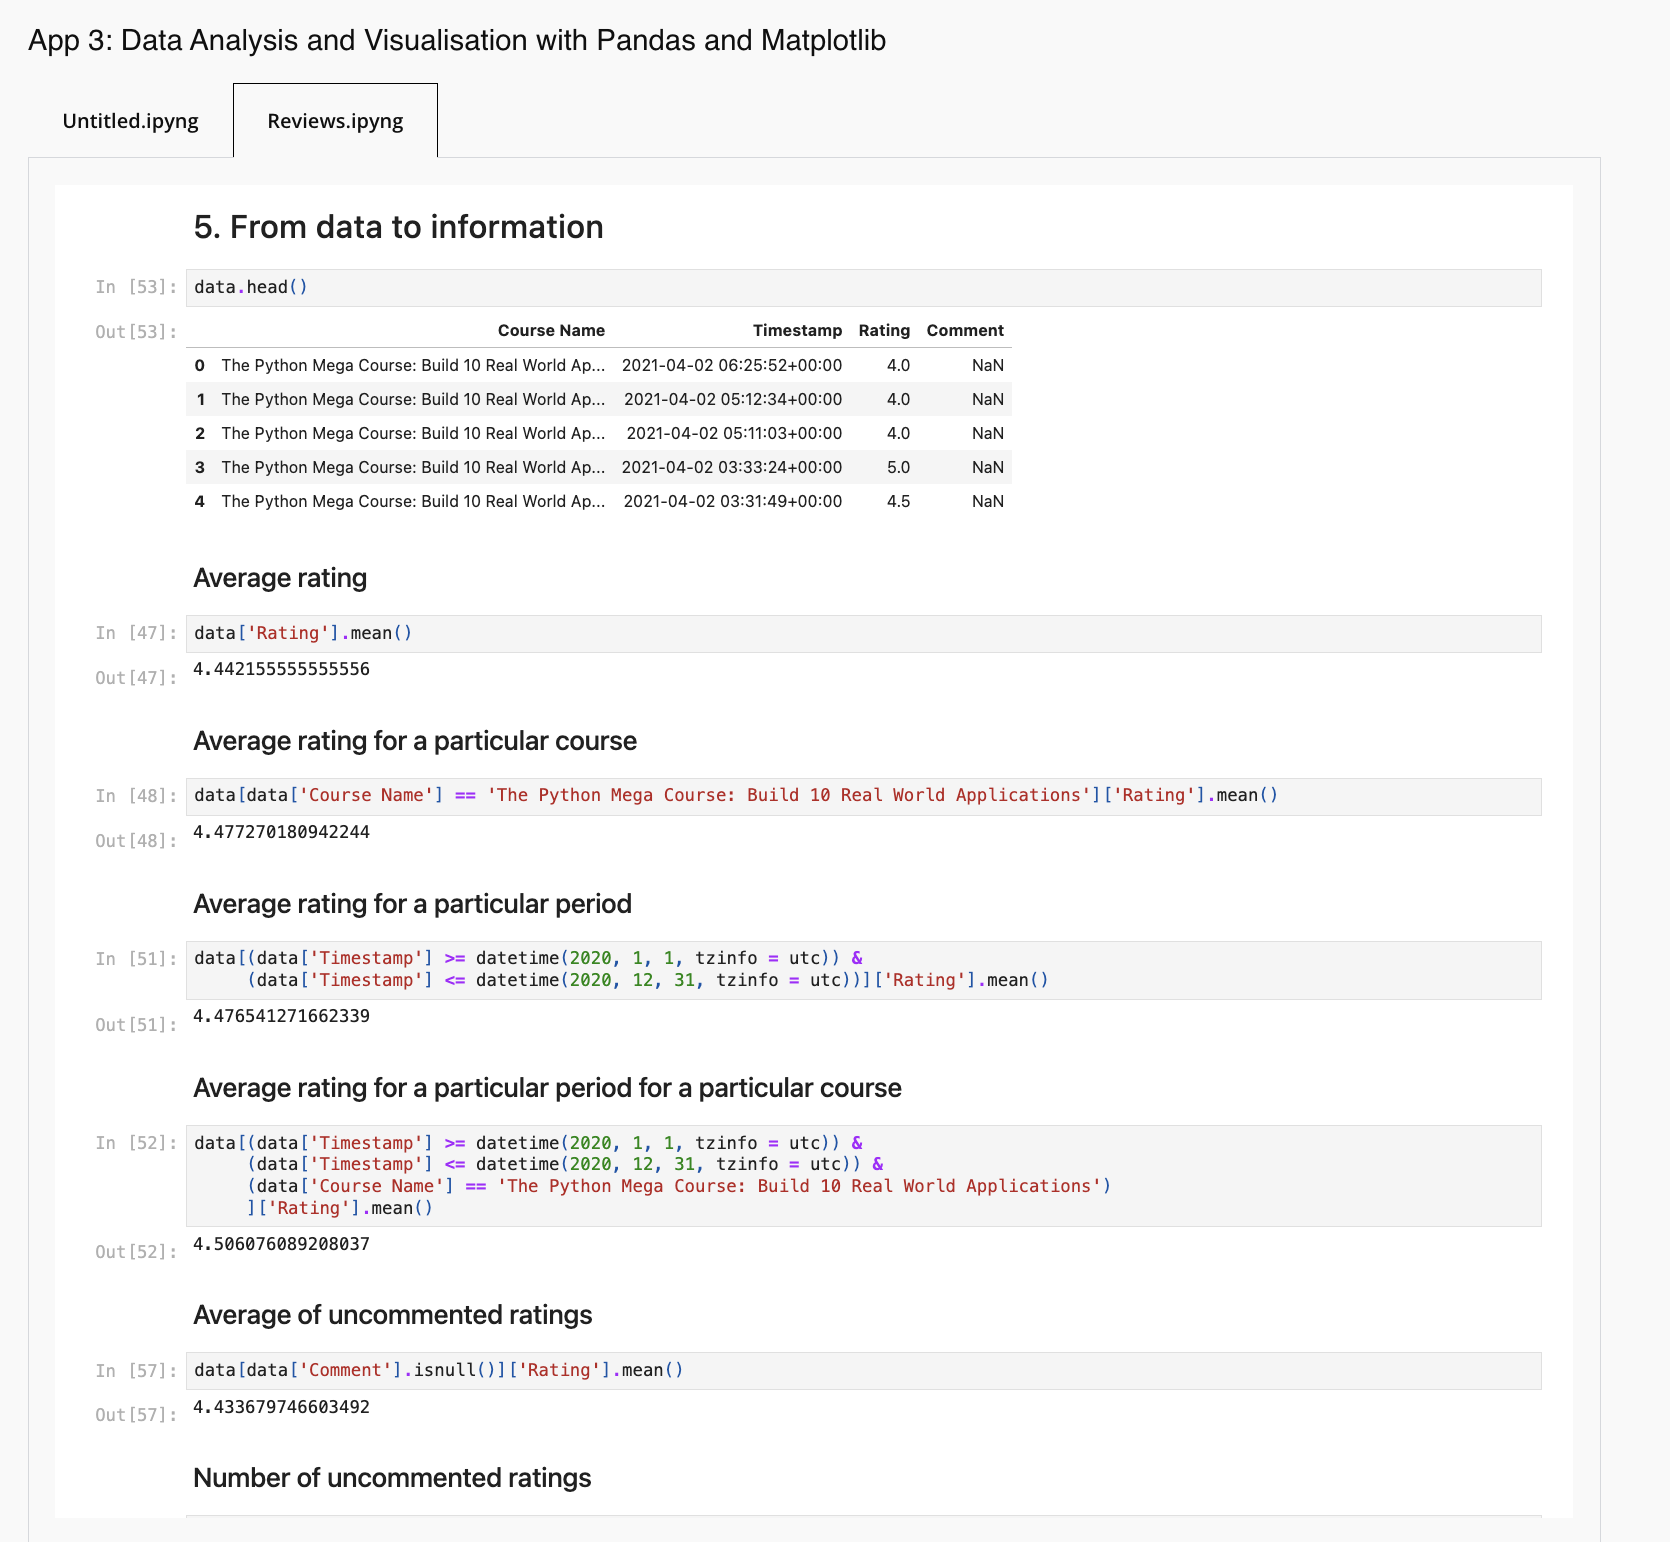 App 3: Data Analysis and Visualisation with Pandas and Matplotlib
Untitled.ipyng
Reviews.ipyng
5. From data to information
In [53]: data.head()
Out[53]:
Course Name Timestamp Rating Comment
0 The Python Mega Course: Build 10 Real World Ap... 2021-04-02 06:25:52+00:00 4.0 NaN
1 The Python Mega Course: Build 10 Real World Ap... 2021-04-02 05:12:34+00:00 4.0 NaN
2 The Python Mega Course: Build 10 Real World Ap... 2021-04-02 05:11:03+00:00 4.0 NaN
3 The Python Mega Course: Build 10 Real World Ap... 2021-04-02 03:33:24+00:00 5.0 NaN
4 The Python Mega Course: Build 10 Real World Ap... 2021-04-02 03:31:49+00:00 4.5 NaN
Average rating
In [47]: data['Rating'].mean()
Out[47]: 4.442155555555556
Average rating for a particular course
In [48]: data[data['Course Name'] == 'The Python Mega Course: Build 10 Real World Applications']['Rating'].mean()
Out[48]: 4.477270180942244
Average rating for a particular period
In [51]: data[(data['Timestamp'] >= datetime(2020, 1, 1, tzinfo = utc)) &
(data['Timestamp'] <= datetime(2020, 12, 31, tzinfo = utc))]['Rating'].mean()
Out[51]: 4.476541271662339
Average rating for a particular period for a particular course
In [52]: data[(data['Timestamp'] >= datetime(2020, 1, 1, tzinfo = utc)) &
(data['Timestamp'] <= datetime(2020, 12, 31, tzinfo = utc)) &
(data['Course Name'] == 'The Python Mega Course: Build 10 Real World Applications')
]['Rating'].mean()
Out[52]: 4.506076089208037
Average of uncommented ratings
In [57]: data[data['Comment'].isnull()]['Rating'].mean()
Out[57]: 4.433679746603492
Number of uncommented ratings